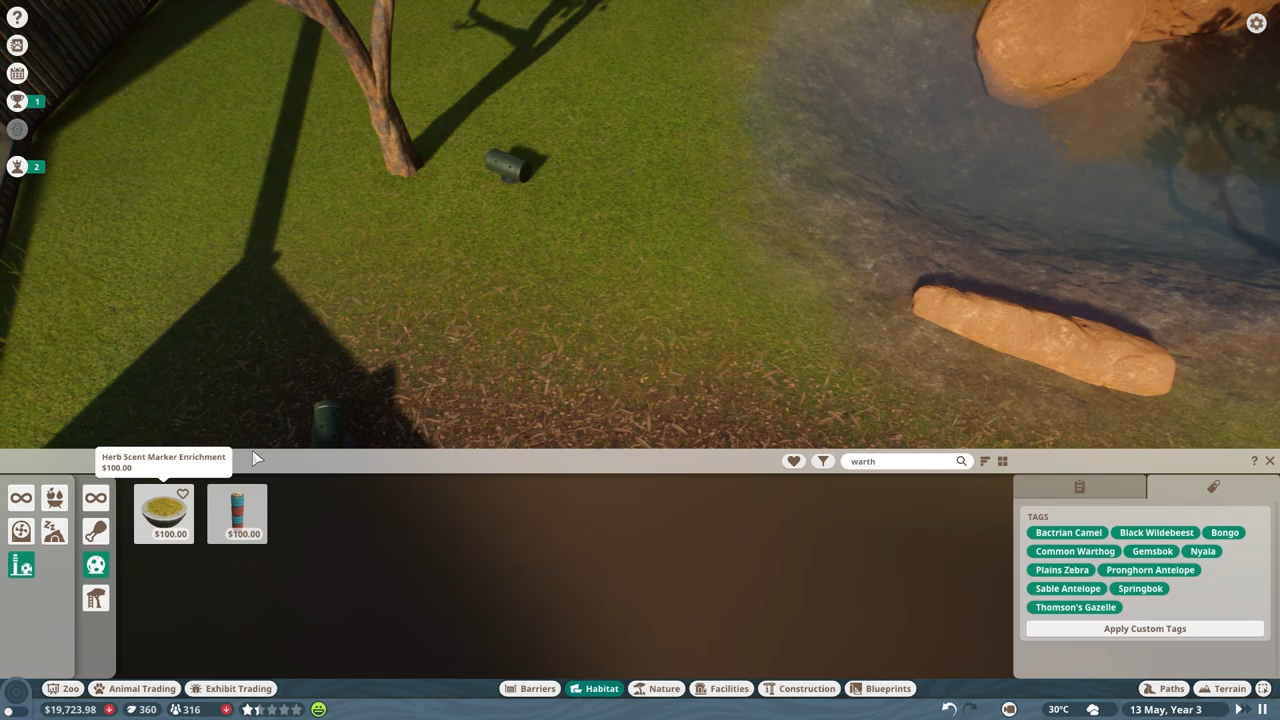 ?
1
2
Herb Scent Marker Enrichment
$100.00
warth
?
$100.00
$100.00
TAGS
Bactrian Camel
Black Wildebeest
Bongo
Common Warthog
Gemsbok
Nyala
Plains Zebra
Pronghorn Antelope
Sable Antelope
Springbok
Thomson's Gazelle
Apply Custom Tags
Zoo
Animal Trading
Exhibit Trading
Barriers
Habitat
Nature
Facilities
Construction
Blueprints
Paths
Terrain
$19,723.98
360
316
30°C
13 May, Year 3